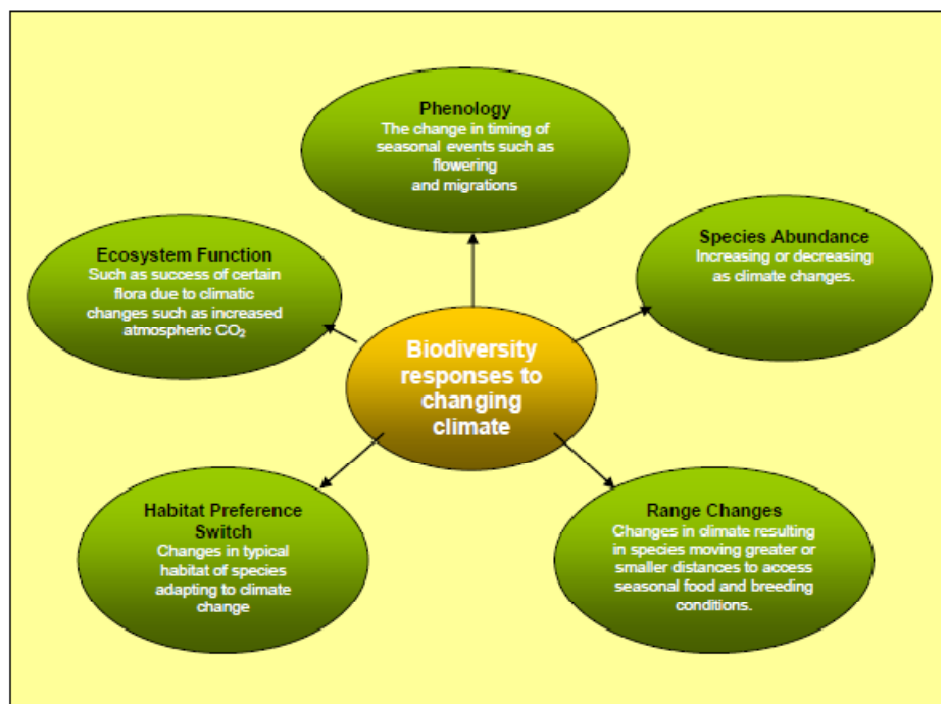 Phenology
The change in timing of
seasonal events such as
flowering
and migrations
Ecosystem Function
Such as success of certain
flora due to climatic
changes such as increased
atmospheric CO₂
Species Abundance
Increasing or decreasing
as climate changes.
Biodiversity
responses to
changing
climate
Habitat Preference
Switch
Changes in typical
habitat of species
adapting to climate
change
Range Changes
Changes in climate resulting
in species moving greater or
smaller distances to access
seasonal food and breeding
conditions.